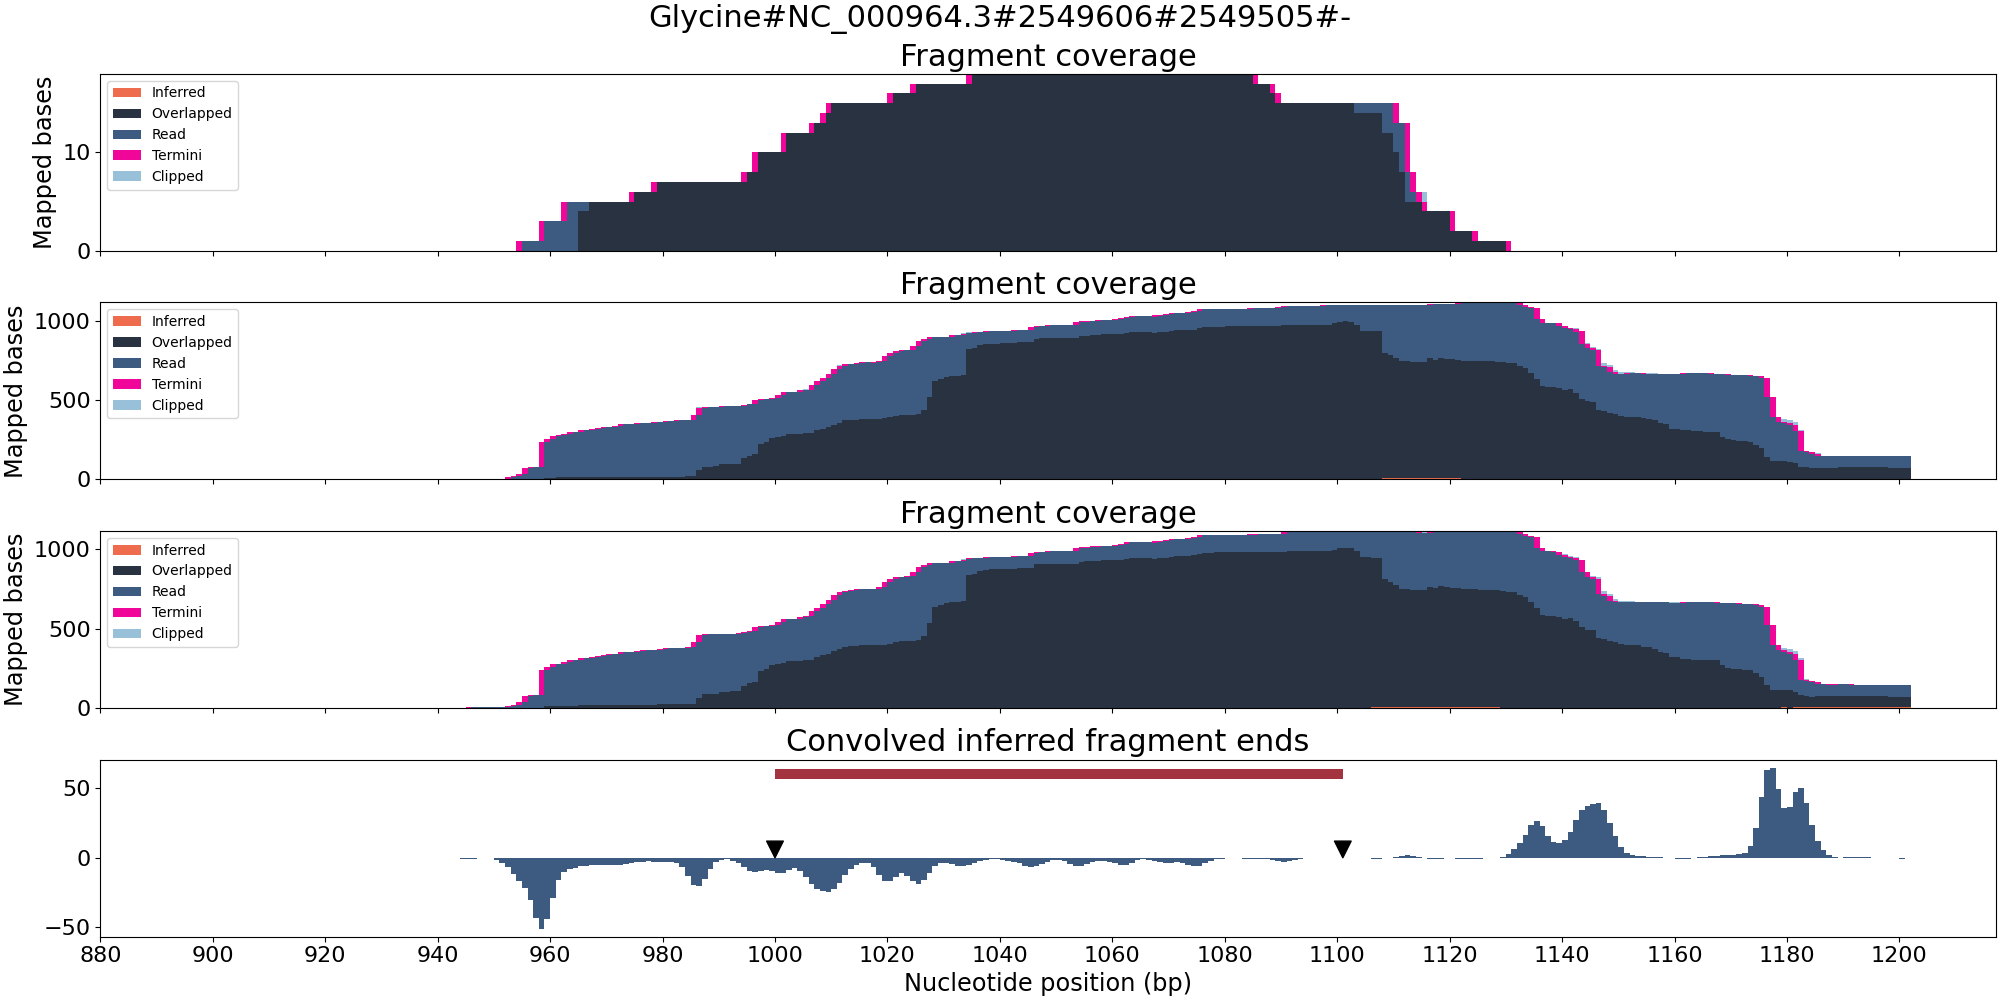 Glycine#NC_000964.3#2549606#2549505#-
Fragment coverage
Mapped bases
10
0
Inferred
Overlapped
Read
Termini
Clipped
Fragment coverage
Mapped bases
1000
500
0
Inferred
Overlapped
Read
Termini
Clipped
Fragment coverage
Mapped bases
1000
500
0
Inferred
Overlapped
Read
Termini
Clipped
Convolved inferred fragment ends
50
0
−50
880 900 920 940 960 980 1000 1020 1040 1060 1080 1100 1120 1140 1160 1180 1200
Nucleotide position (bp)